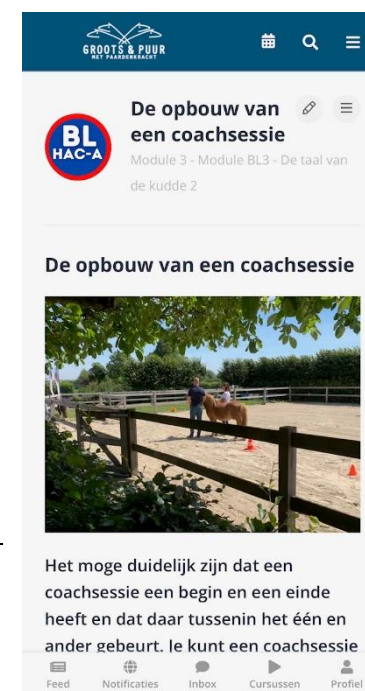 GROOTS & PUUR
MET PAARDENKRACHT
De opbouw van
een coachsessie
BL
HAC-A
Module 3 - Module BL3 - De taal van
de kudde 2
De opbouw van een coachsessie
Het moge duidelijk zijn dat een
coachsessie een begin en een einde
heeft en dat daar tussenin het één en
ander gebeurt. Je kunt een coachsessie
Feed Notificaties Inbox Cursussen Profiel